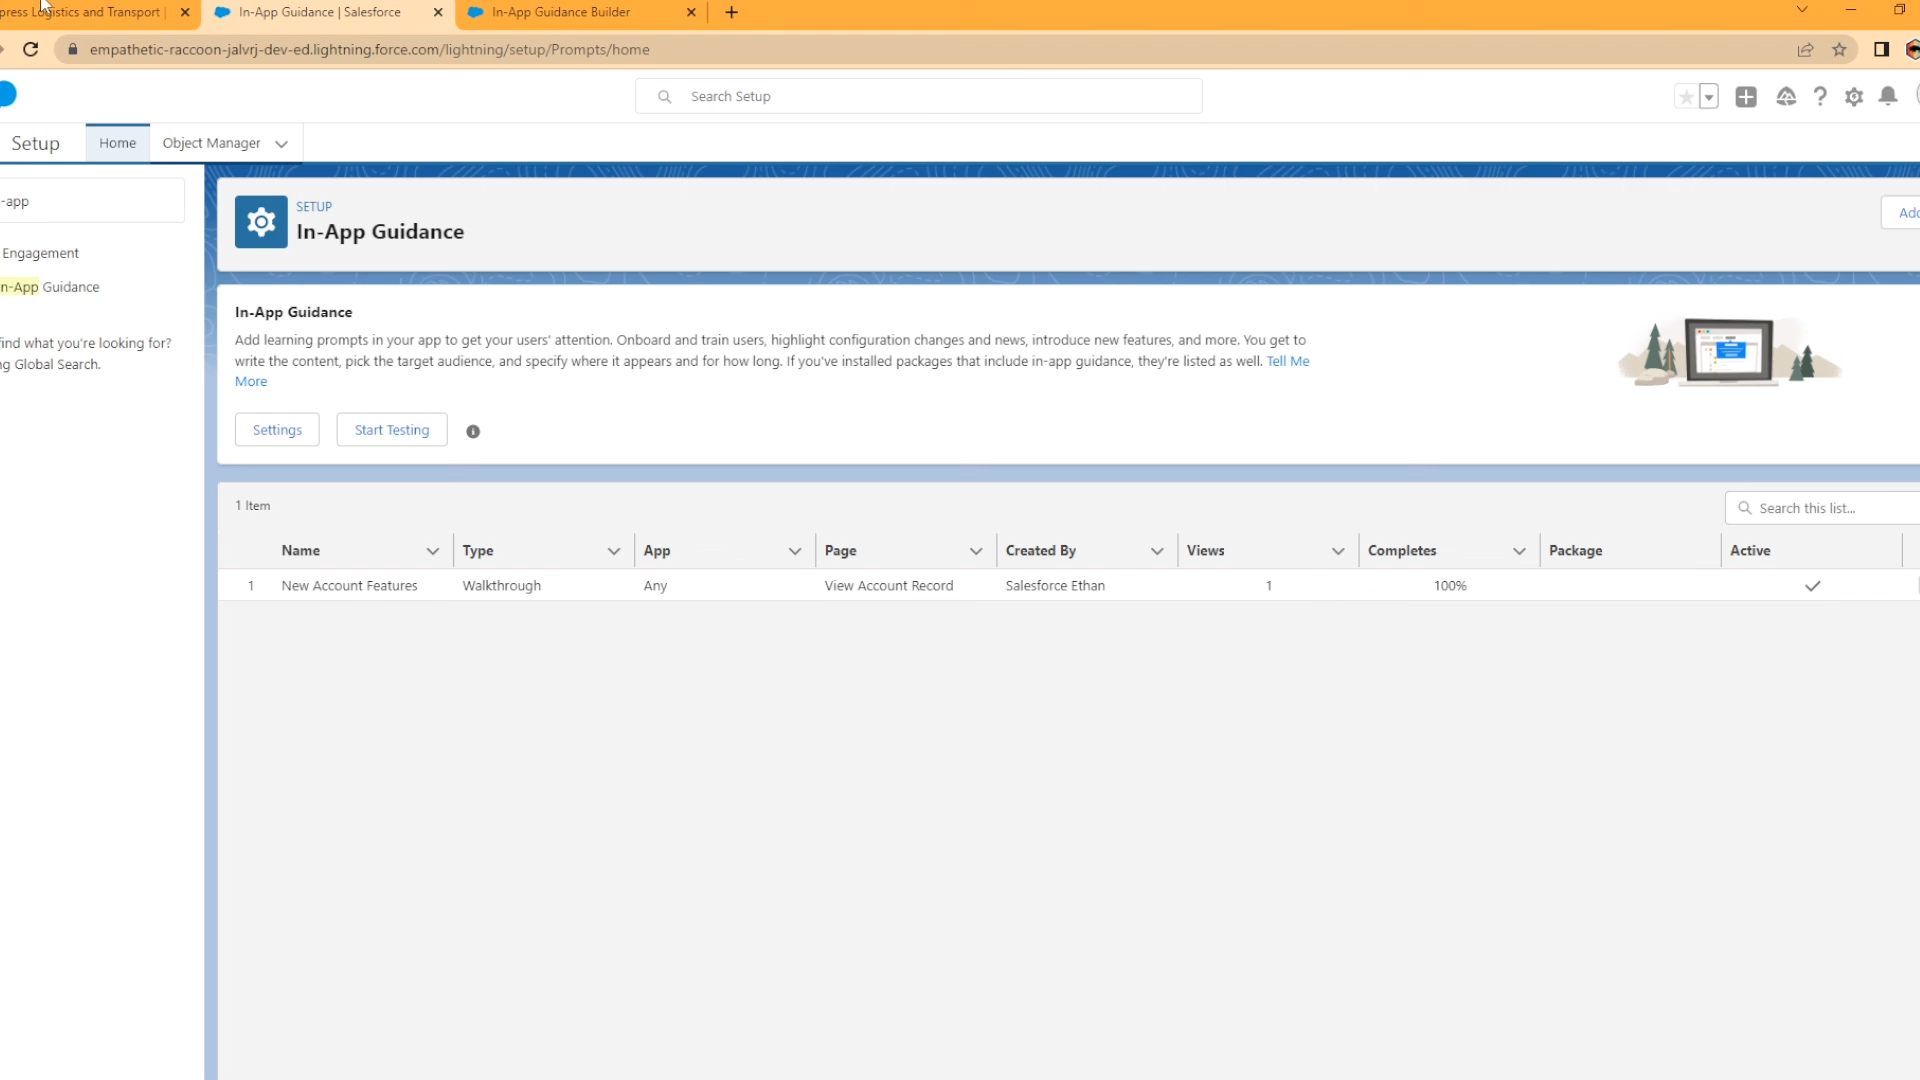 press Logistics and Transport | In-App Guidance | Salesforce In-App Guidance Builder
empathetic-raccoon-jalvrj-dev-ed.lightning.force.com/lightning/setup/Prompts/home
Search Setup
Setup Home Object Manager
-app
Engagement
n-App Guidance
ind what you're looking for?
g Global Search.
SETUP
In-App Guidance
Add
In-App Guidance
Add learning prompts in your app to get your users' attention. Onboard and train users, highlight configuration changes and news, introduce new features, and more. You get to
write the content, pick the target audience, and specify where it appears and for how long. If you've installed packages that include in-app guidance, they're listed as well. Tell Me
More
Settings Start Testing
1 Item
Search this list...
Name Type App Page Created By Views Completes Package Active
1 New Account Features Walkthrough Any View Account Record Salesforce Ethan 1 100%